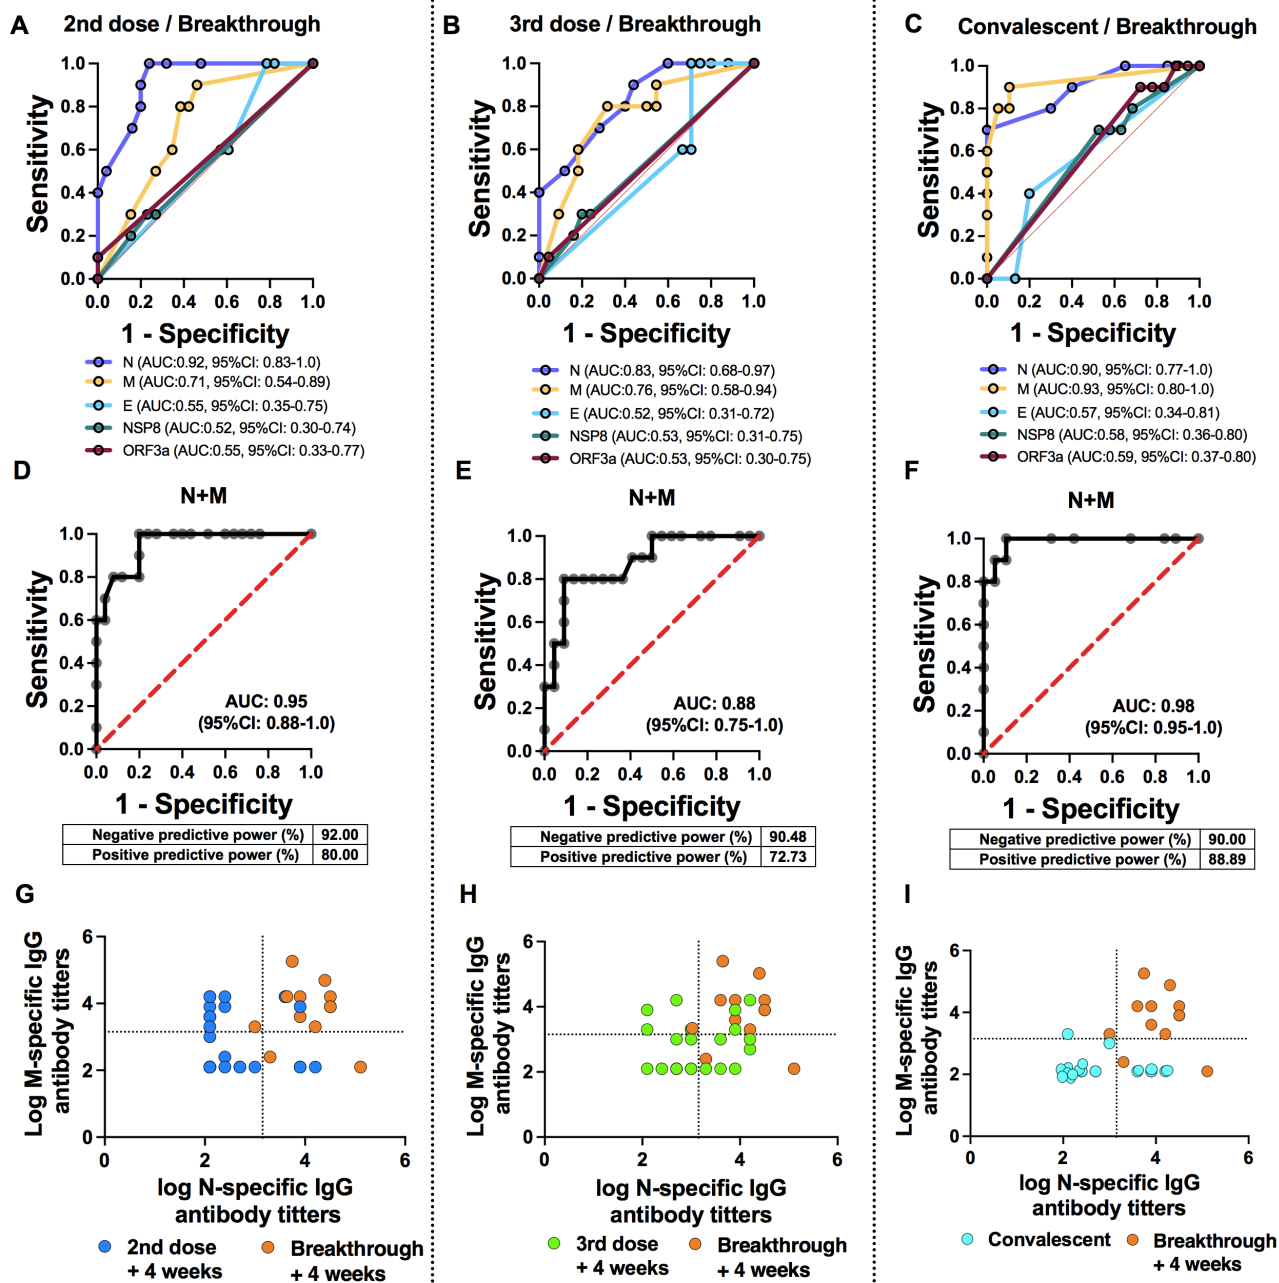 A
2nd dose / Breakthrough
Sensitivity
1.0
0.8
0.6
0.4
0.2
0.0
0.0 0.2 0.4 0.6 0.8 1.0
1 - Specificity
N (AUC:0.92, 95%CI: 0.83-1.0)
M (AUC:0.71, 95%CI: 0.54-0.89)
E (AUC:0.55, 95%CI: 0.35-0.75)
NSP8 (AUC:0.52, 95%CI: 0.30-0.74)
ORF3a (AUC:0.55, 95%CI: 0.33-0.77)
B
3rd dose / Breakthrough
Sensitivity
1.0
0.8
0.6
0.4
0.2
0.0
0.0 0.2 0.4 0.6 0.8 1.0
1 - Specificity
N (AUC:0.83, 95%CI: 0.68-0.97)
M (AUC:0.76, 95%CI: 0.58-0.94)
E (AUC:0.52, 95%CI: 0.31-0.72)
NSP8 (AUC:0.53, 95%CI: 0.31-0.75)
ORF3a (AUC:0.53, 95%CI: 0.30-0.75)
C
Convalescent / Breakthrough
Sensitivity
1.0
0.8
0.6
0.4
0.2
0.0
0.0 0.2 0.4 0.6 0.8 1.0
1 - Specificity
N (AUC:0.90, 95%CI: 0.77-1.0)
M (AUC:0.93, 95%CI: 0.80-1.0)
E (AUC:0.57, 95%CI: 0.34-0.81)
NSP8 (AUC:0.58, 95%CI: 0.36-0.80)
ORF3a (AUC:0.59, 95%CI: 0.37-0.80)
D
N+M
Sensitivity
1.0
0.8
0.6
0.4
0.2
0.0
AUC: 0.95
(95%CI: 0.88-1.0)
0.0 0.2 0.4 0.6 0.8 1.0
1 - Specificity
Negative predictive power (%) 92.00
Positive predictive power (%) 80.00
E
N+M
Sensitivity
1.0
0.8
0.6
0.4
0.2
0.0
AUC: 0.88
(95%CI: 0.75-1.0)
0.0 0.2 0.4 0.6 0.8 1.0
1 - Specificity
Negative predictive power (%) 90.48
Positive predictive power (%) 72.73
F
N+M
Sensitivity
1.0
0.8
0.6
0.4
0.2
0.0
AUC: 0.98
(95%CI: 0.95-1.0)
0.0 0.2 0.4 0.6 0.8 1.0
1 - Specificity
Negative predictive power (%) 90.00
Positive predictive power (%) 88.89
G
Log M-specific IgG
antibody titters
6
4
2
0
0 2 4 6
log N-specific IgG
antibody titters
2nd dose
+ 4 weeks
Breakthrough
+ 4 weeks
H
Log M-specific IgG
antibody titters
6
4
2
0
0 2 4 6
log N-specific IgG
antibody titters
3rd dose
+ 4 weeks
Breakthrough
+ 4 weeks
I
Log M-specific IgG
antibody titters
6
4
2
0
0 2 4 6
log N-specific IgG
antibody titters
Convalescent
Breakthrough
+ 4 weeks